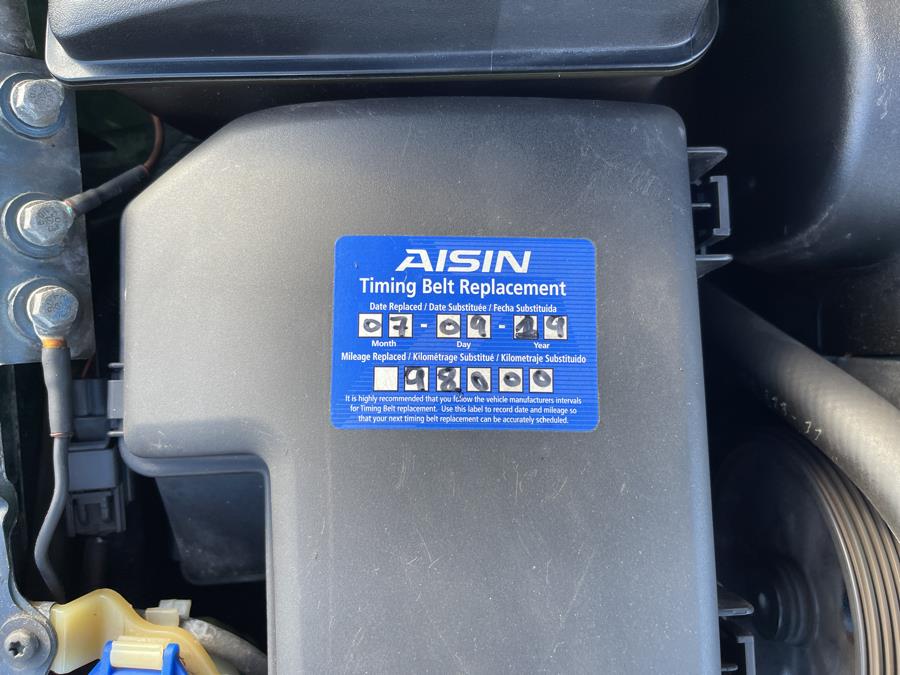 AISIN
Timing Belt Replacement
Date Replaced / Date Substituée / Fecha Substituida
07 - 09 - 19
Month Day Year
Mileage Replaced / Kilométrage Substitué / Kilometraje Substituido
98000
It is highly recommended that you follow the vehicle manufacturers intervals
for Timing Belt replacement. Use this label to record date and mileage so
that your next timing belt replacement can be accurately scheduled.